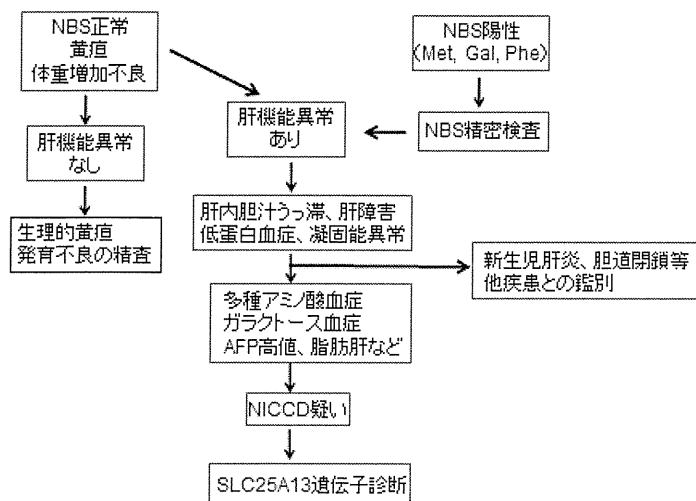 NBS正常
黄疸
体重増加不良
NBS陽性
(Met, Gal, Phe)
肝機能異常
あり
NBS精密検査
肝機能異常
なし
肝内胆汁うっ滞、肝障害
低蛋白血症、凝固能異常
生理的黄疸
発育不良の精査
新生児肝炎、胆道閉鎖等
他疾患との鑑別
多種アミノ酸血症
ガラクトース血症
AFP高値、脂肪肝など
NICCD疑い
SLC25A13遺伝子診断